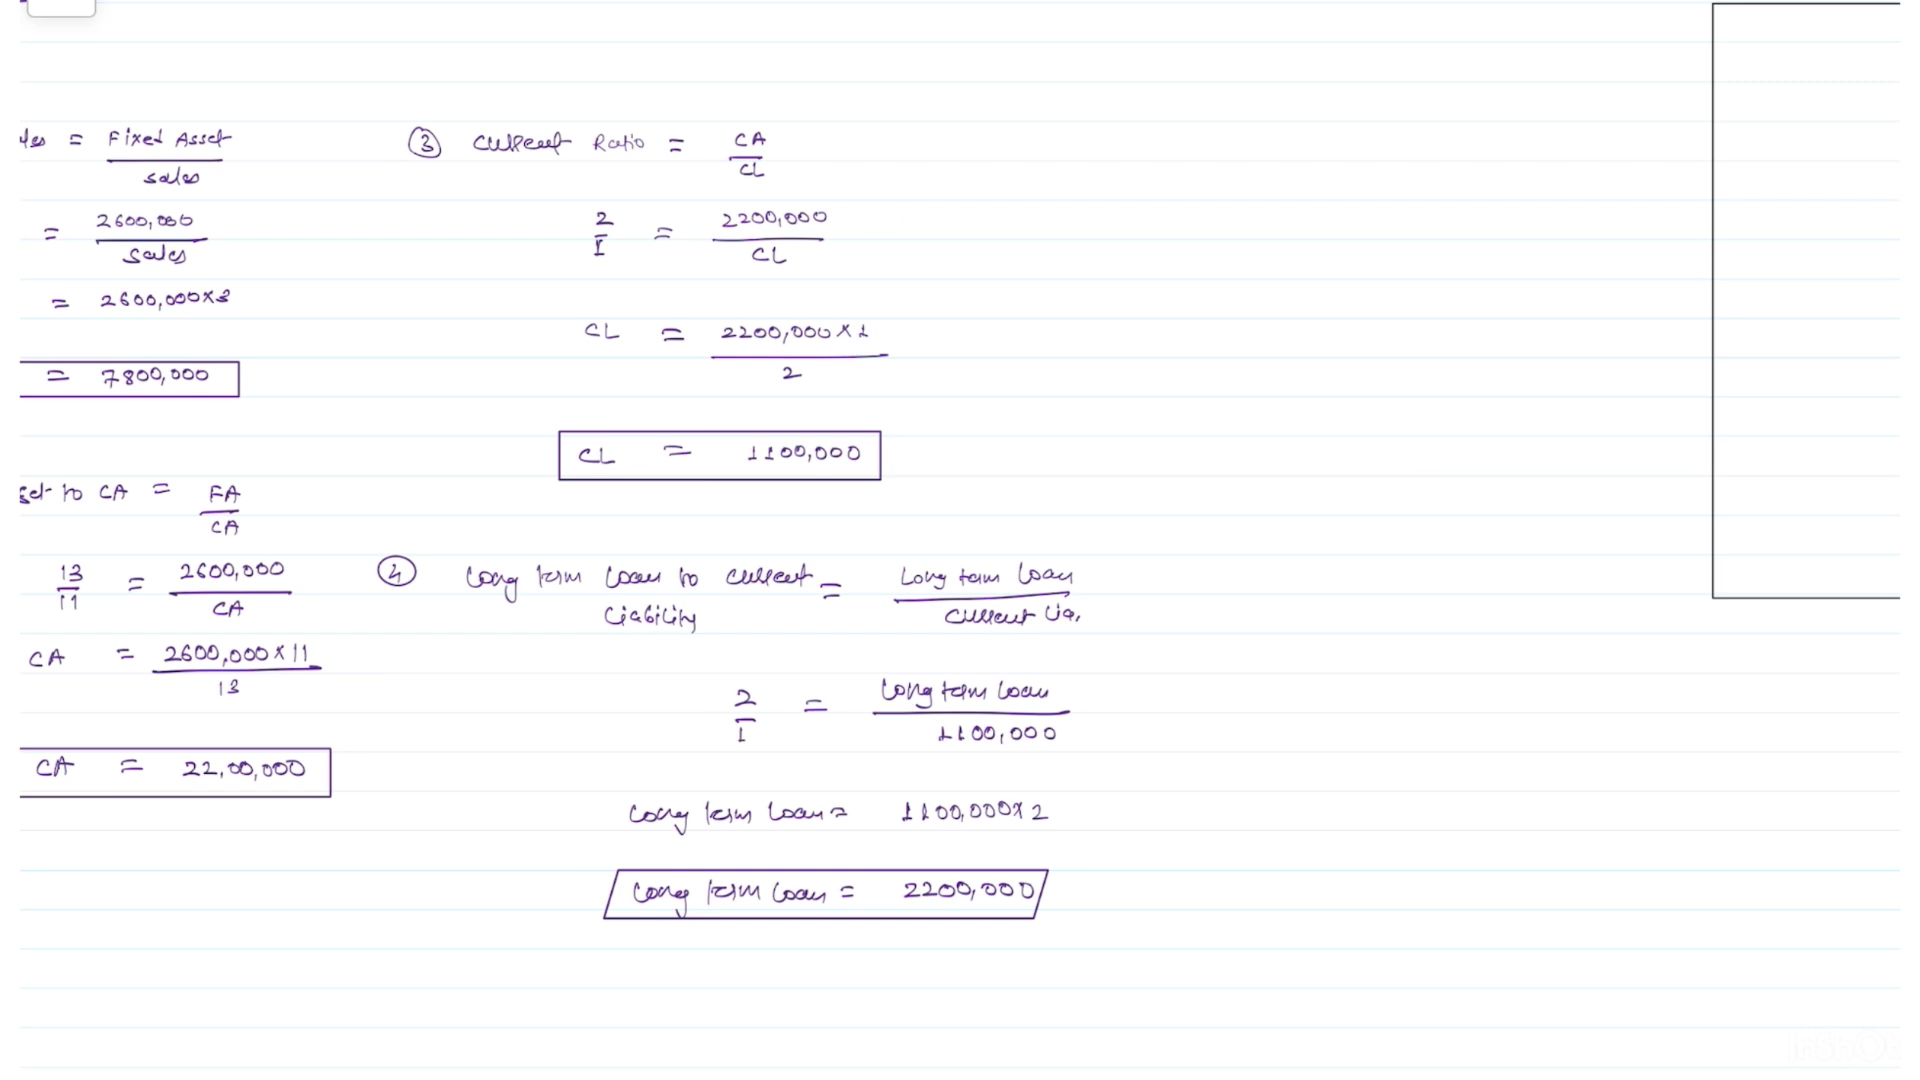 = Fixed Asset
sales
= 2600,000
sales
= 2600,000×3
= 7800,000
to CA = FA
CA
13 = 2600,000
11 CA
CA = 2600,000×11
13
CA = 22,00,000
③ Current Ratio = CA
CL
2 = 2200,000
1 CL
CL = 2200,000×1
2
CL = 1100,000
④ Long term Loan to current = Long term Loan
Liability Current Lia.
2 = Long term Loan
1 1100,000
Long term Loan = 1100,000×2
Long term Loan = 2200,000